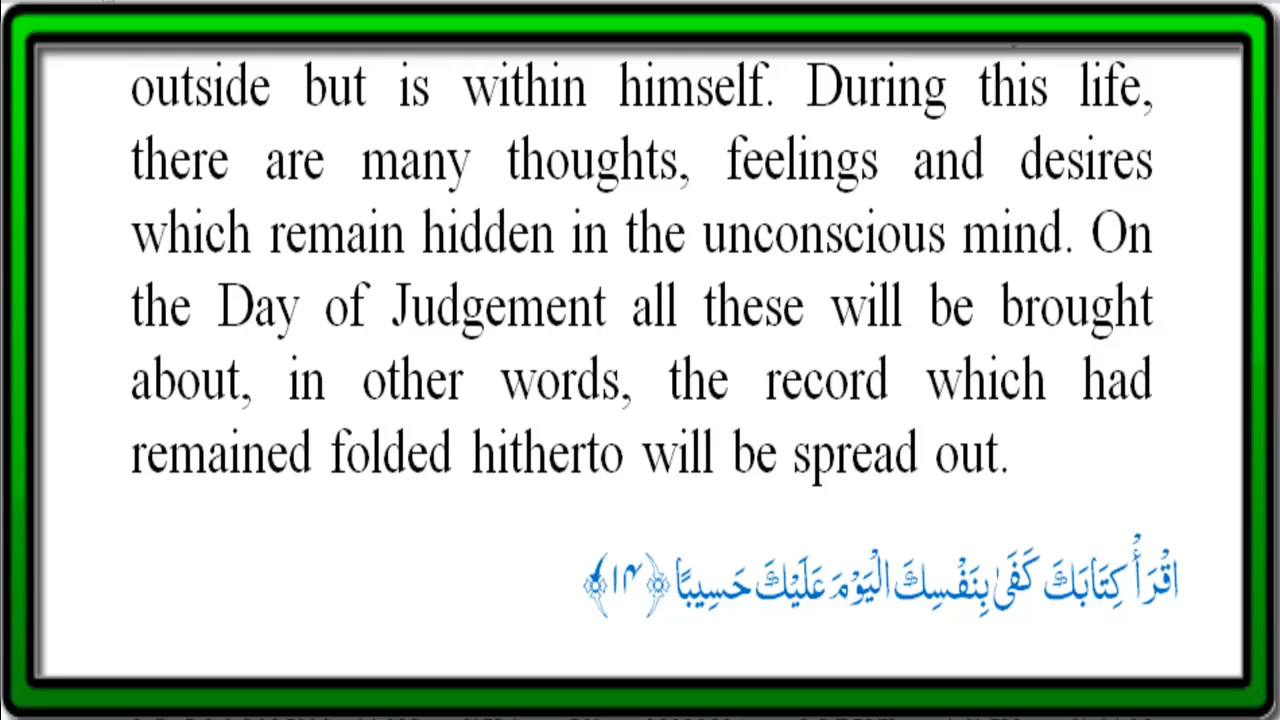 outside but is within himself. During this life,
there are many thoughts, feelings and desires
which remain hidden in the unconscious mind. On
the Day of Judgement all these will be brought
about, in other words, the record which had
remained folded hitherto will be spread out.
اقْرَأْ كِتَابَكَ كَفَىٰ بِنَفْسِكَ الْيَوْمَ عَلَيْكَ حَسِيبًا ﴿۱۴﴾